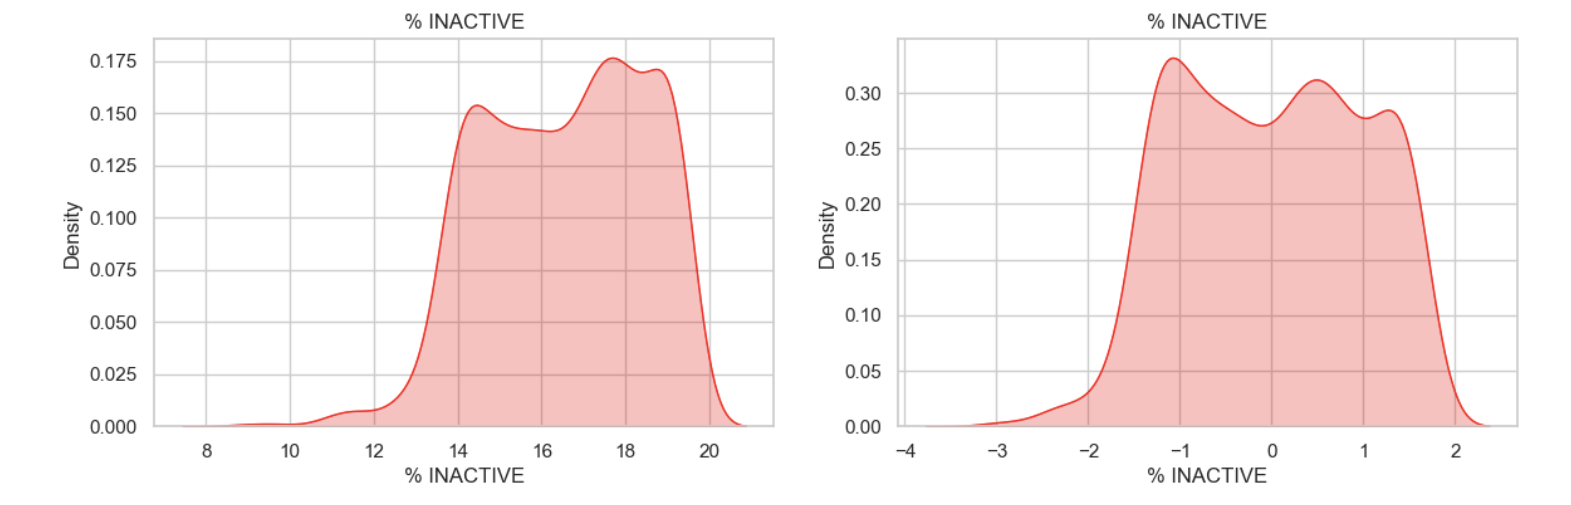 % INACTIVE
0.175
0.150
0.125
0.100
0.075
0.050
0.025
0.000
Density
8 10 12 14 16 18 20
% INACTIVE
% INACTIVE
0.30
0.25
0.20
0.15
0.10
0.05
0.00
Density
−4 −3 −2 −1 0 1 2
% INACTIVE